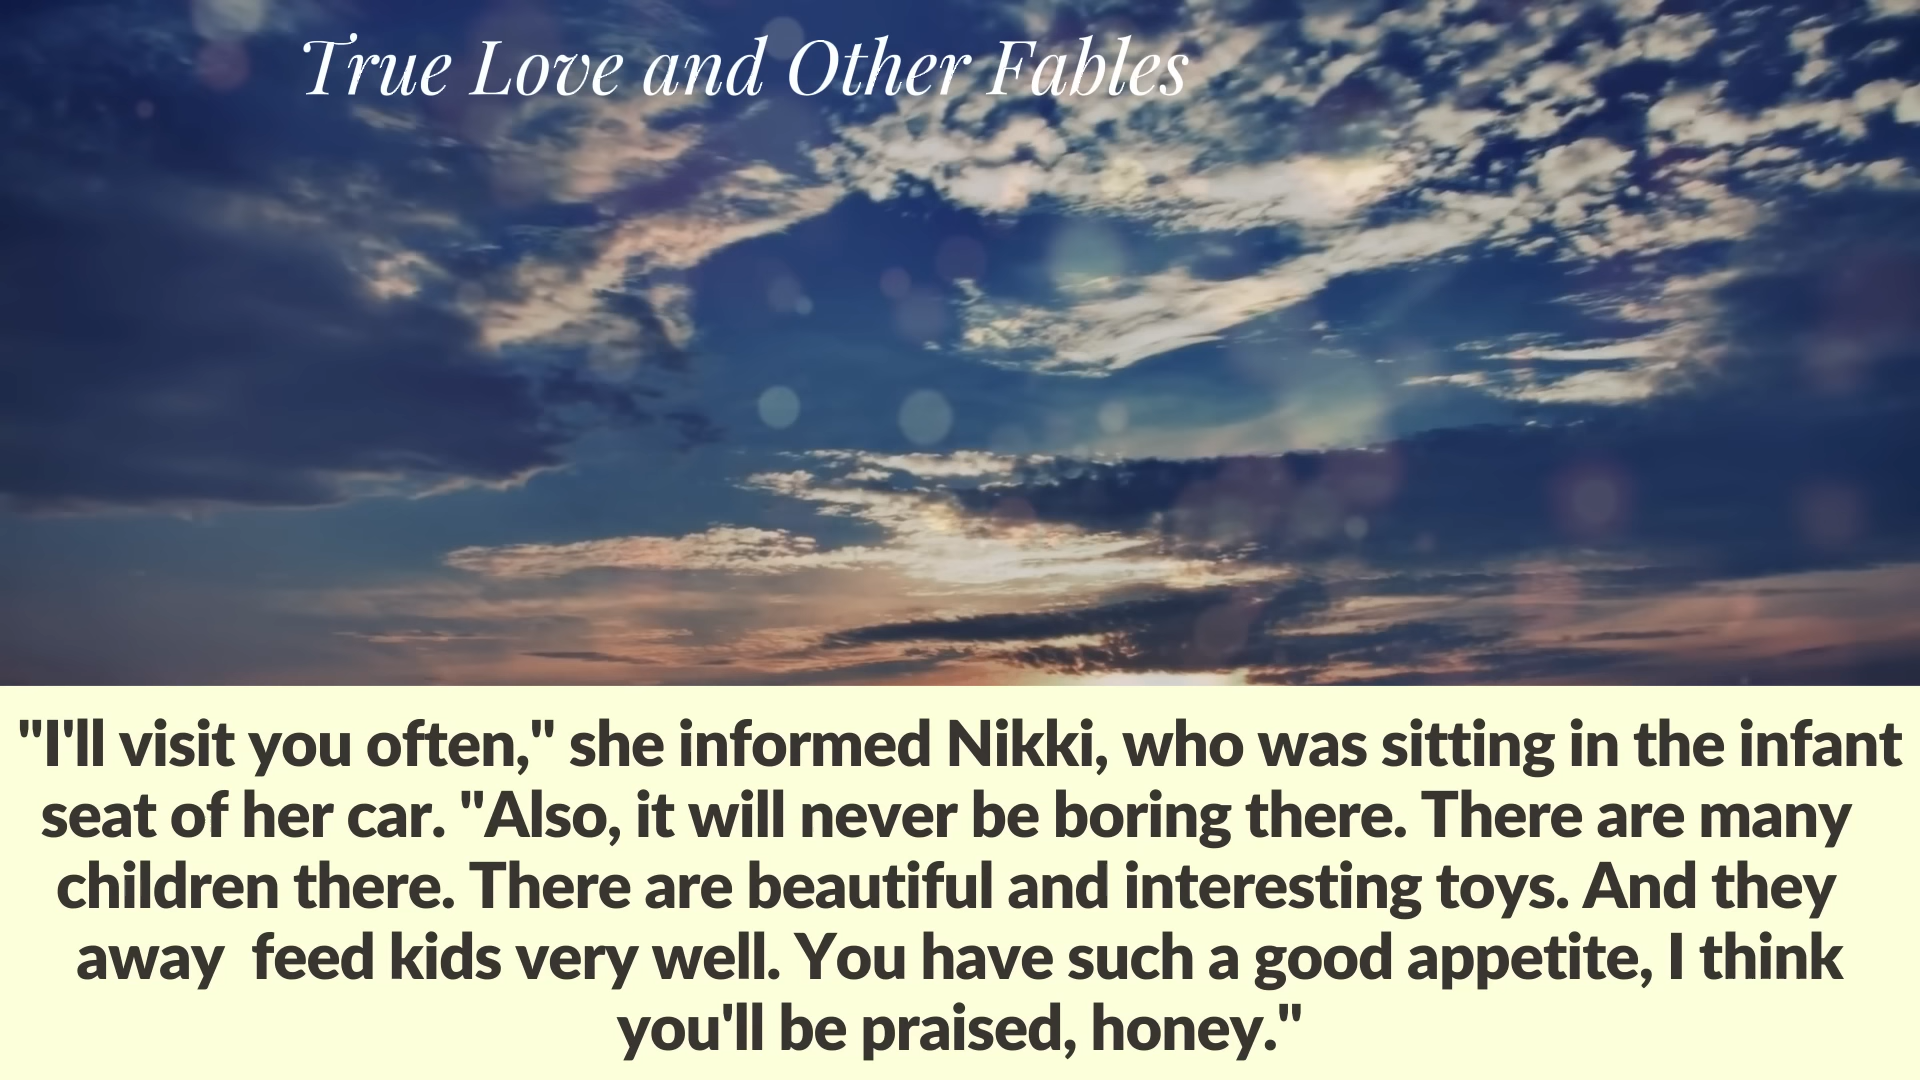 True Love and Other Fables
"I'll visit you often," she informed Nikki, who was sitting in the infant
seat of her car. "Also, it will never be boring there. There are many
children there. There are beautiful and interesting toys. And they
away  feed kids very well. You have such a good appetite, I think
you'll be praised, honey."